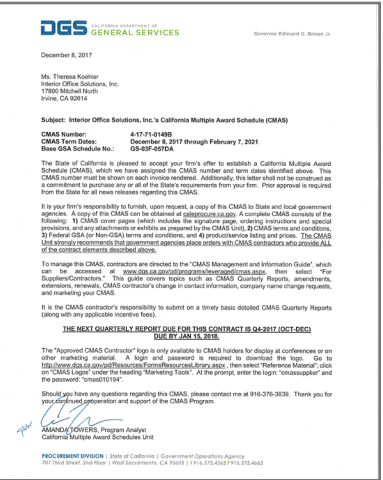 DGS CALIFORNIA DEPARTMENT OF
GENERAL SERVICES
Governor Edmund G. Brown Jr.
December 8, 2017
Ms. Theresa Koehler
Interior Office Solutions, Inc.
17800 Mitchell North
Irvine, CA 92614
Subject: Interior Office Solutions, Inc.'s California Multiple Award Schedule (CMAS)
CMAS Number: 4-17-71-0149B
CMAS Term Dates: December 8, 2017 through February 7, 2021
Base GSA Schedule No.: GS-03F-057DA
The State of California is pleased to accept your firm's offer to establish a California Multiple Award
Schedule (CMAS), which we have assigned the CMAS number and term dates identified above. This
CMAS number must be shown on each invoice rendered. Additionally, this letter shall not be construed as
a commitment to purchase any or all of the State's requirements from your firm. Prior approval is required
from the State for all news releases regarding this CMAS.
It is your firm's responsibility to furnish, upon request, a copy of this CMAS to State and local government
agencies. A copy of this CMAS can be obtained at caleprocure.ca.gov. A complete CMAS consists of the
following: 1) CMAS cover pages (which includes the signature page, ordering instructions and special
provisions, and any attachments or exhibits as prepared by the CMAS Unit), 2) CMAS terms and conditions,
3) Federal GSA (or Non-GSA) terms and conditions, and 4) product/service listing and prices. The CMAS
Unit strongly recommends that government agencies place orders with CMAS contractors who provide ALL
of the contract elements described above.
To manage this CMAS, contractors are directed to the "CMAS Management and Information Guide", which
can be accessed at www.dgs.ca.gov/pd/programs/leveraged/cmas.aspx, then select "For
Suppliers/Contractors." This guide covers topics such as CMAS Quarterly Reports, amendments,
extensions, renewals, CMAS contractor's change in contact information, company name change requests,
and marketing your CMAS.
It is the CMAS contractor's responsibility to submit on a timely basis detailed CMAS Quarterly Reports
(along with any applicable incentive fees).
THE NEXT QUARTERLY REPORT DUE FOR THIS CONTRACT IS Q4-2017 (OCT-DEC)
DUE BY JAN 15, 2018.
The "Approved CMAS Contractor" logo is only available to CMAS holders for display at conferences or on
other marketing material. A login and password is required to download the logo. Go to
http://www.dgs.ca.gov/pd/Resources/FormsResourcesLibrary.aspx, then select "Reference Material"; click
on "CMAS Logos" under the heading "Marketing Tools". At the prompt, enter the login: "cmassupplier" and
the password: "cmas010194".
Should you have any questions regarding this CMAS, please contact me at 916-376-3839. Thank you for
your continued cooperation and support of the CMAS Program.
AMANDA TOWERS, Program Analyst
California Multiple Award Schedules Unit
PROCUREMENT DIVISION | State of California | Government Operations Agency
707 Third Street, 2nd Floor | West Sacramento, CA 95605 | t 916.375.4365 f 916.375.4663